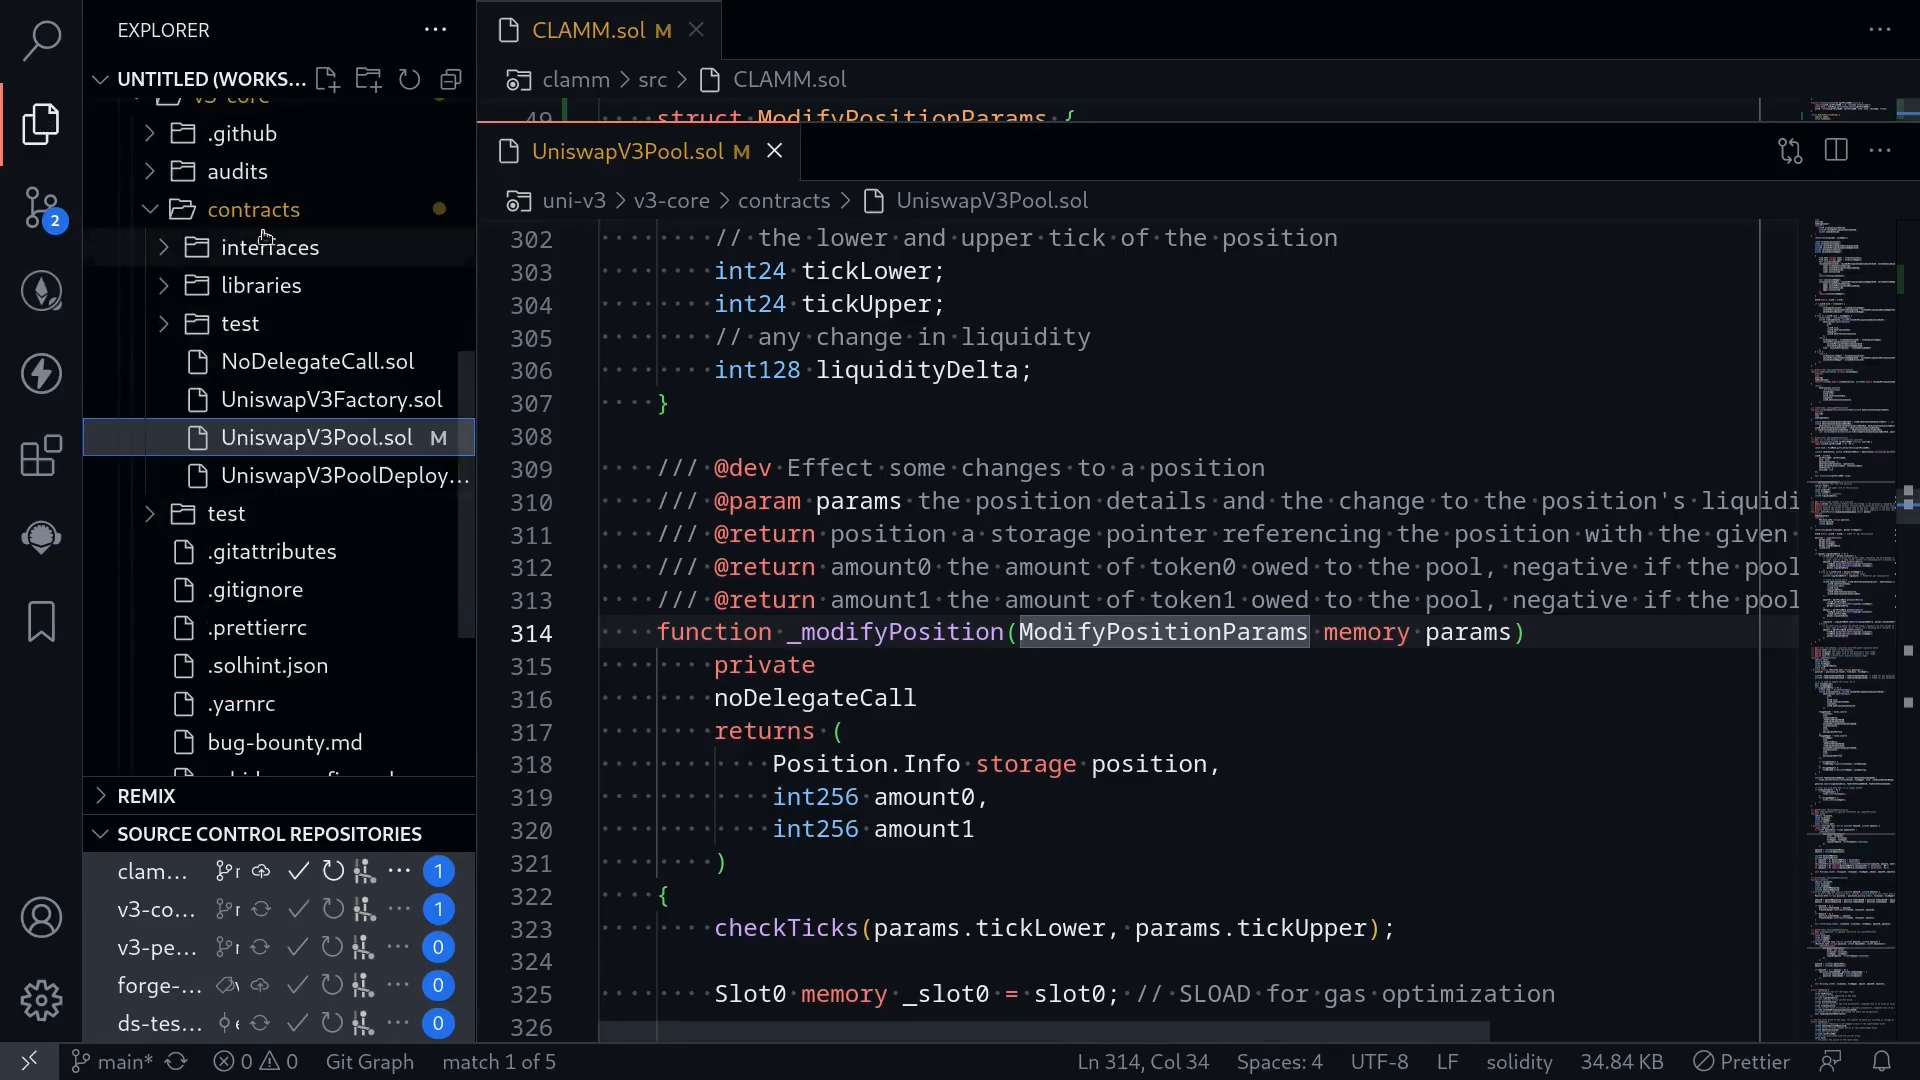 EXPLORER
UNTITLED (WORKS...
v3-core
.github
audits
contracts
interfaces
libraries
test
NoDelegateCall.sol
UniswapV3Factory.sol
UniswapV3Pool.sol M
UniswapV3PoolDeploy...
test
.gitattributes
.gitignore
.prettierrc
.solhint.json
.yarnrc
bug-bounty.md
REMIX
SOURCE CONTROL REPOSITORIES
clam... 1
v3-co... 1
v3-pe... 0
forge-... 0
ds-tes... 0
2
CLAMM.sol M
clamm > src > CLAMM.sol
49 struct ModifyPositionParams {
UniswapV3Pool.sol M
uni-v3 > v3-core > contracts > UniswapV3Pool.sol
302 // the lower and upper tick of the position
303 int24 tickLower;
304 int24 tickUpper;
305 // any change in liquidity
306 int128 liquidityDelta;
307 }
308
309 /// @dev Effect some changes to a position
310 /// @param params the position details and the change to the position's liquidi
311 /// @return position a storage pointer referencing the position with the given
312 /// @return amount0 the amount of token0 owed to the pool, negative if the pool
313 /// @return amount1 the amount of token1 owed to the pool, negative if the pool
314 function _modifyPosition(ModifyPositionParams memory params)
315 private
316 noDelegateCall
317 returns (
318 Position.Info storage position,
319 int256 amount0,
320 int256 amount1
321 )
322 {
323 checkTicks(params.tickLower, params.tickUpper);
324
325 Slot0 memory _slot0 = slot0; // SLOAD for gas optimization
326
main* 0 0 Git Graph match 1 of 5 Ln 314, Col 34 Spaces: 4 UTF-8 LF solidity 34.84 KB Prettier